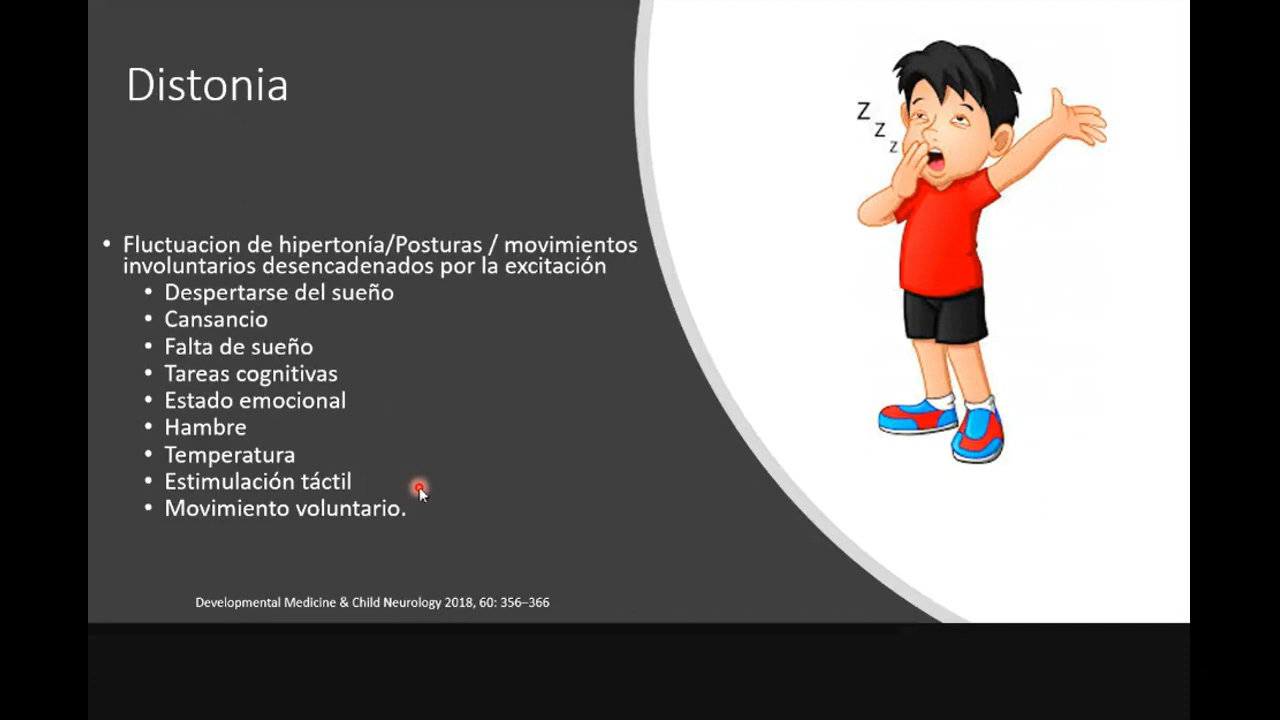 Distonia
• Fluctuacion de hipertonía/Posturas / movimientos
involuntarios desencadenados por la excitación
• Despertarse del sueño
• Cansancio
• Falta de sueño
• Tareas cognitivas
• Estado emocional
• Hambre
• Temperatura
• Estimulación táctil
• Movimiento voluntario.
Developmental Medicine & Child Neurology 2018, 60: 356–366
Z
Z
Z